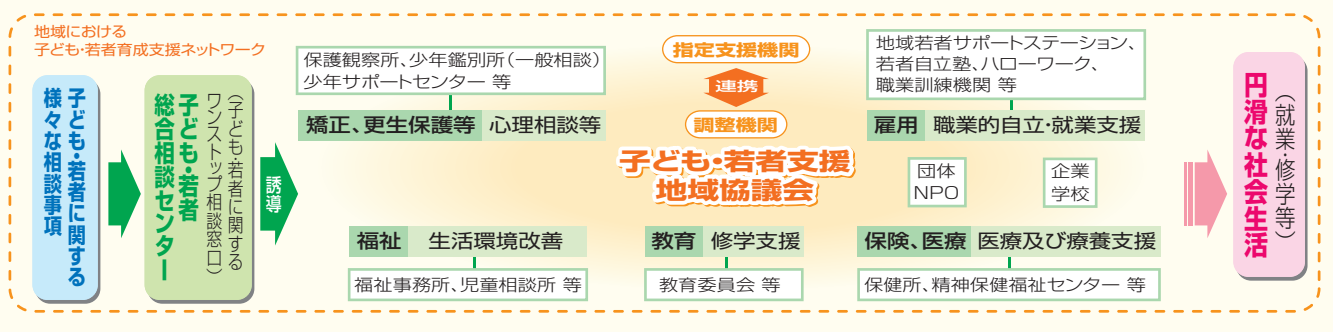 地域における
子ども・若者育成支援ネットワーク
子ども・若者に関する
様々な相談事項
子ども・若者
総合相談センター
（子ども・若者に関する
ワンストップ相談窓口）
誘導
保護観察所、少年鑑別所（一般相談）
少年サポートセンター 等
矯正、更生保護等 心理相談等
指定支援機関
連携
調整機関
子ども・若者支援
地域協議会
地域若者サポートステーション、
若者自立塾、ハローワーク、
職業訓練機関 等
雇用 職業的自立・就業支援
団体
NPO
企業
学校
福祉 生活環境改善
福祉事務所、児童相談所 等
教育 修学支援
教育委員会 等
保険、医療 医療及び療養支援
保健所、精神保健福祉センター 等
（就業・修学等）
円滑な社会生活